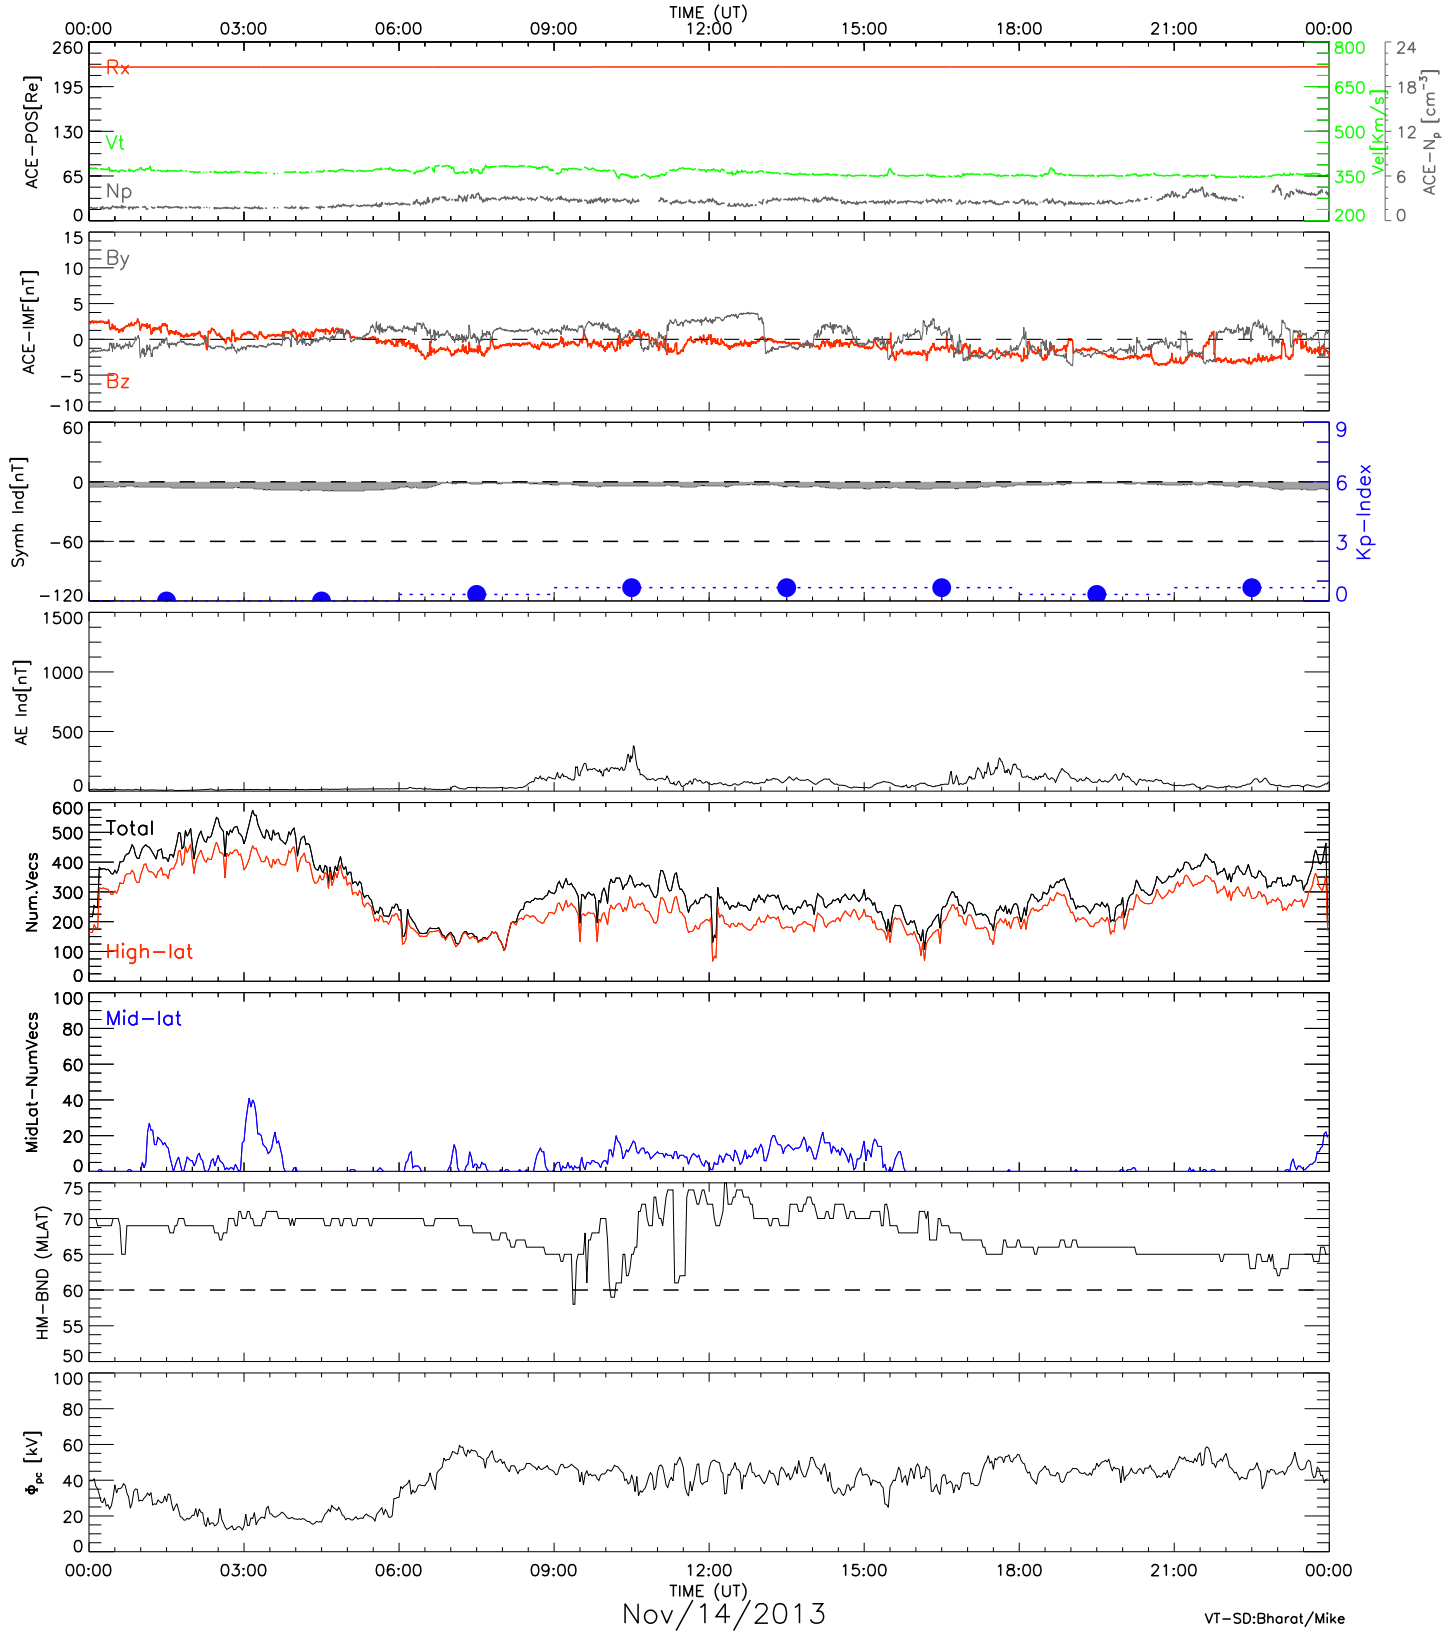 TIME (UT)
00:00 03:00 06:00 09:00 12:00 15:00 18:00 21:00 00:00
260 195 130 65 0
ACE-POS[Re]
Rx
Vt
Np
800 650 500 350 200
Vel[Km/s]
24 18 12 6 0
ACE-Np [cm⁻³]
15 10 5 0 -5 -10
ACE-IMF[nT]
By
Bz
60 0 -60 -120
Symh Ind[nT]
9 6 3 0
Kp-Index
1500 1000 500 0
AE Ind[nT]
600 500 400 300 200 100 0
Num.Vecs
Total
High-lat
100 80 60 40 20 0
MidLat-NumVecs
Mid-lat
75 70 65 60 55 50
HM-BND (MLAT)
100 80 60 40 20 0
Φpc [kV]
00:00 03:00 06:00 09:00 12:00 15:00 18:00 21:00 00:00
TIME (UT)
Nov/14/2013
VT-SD:Bharat/Mike